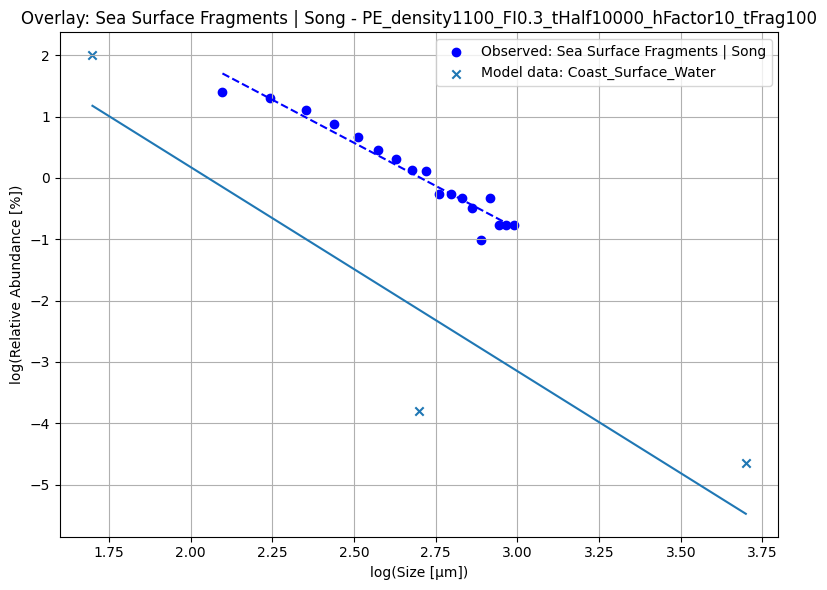 Overlay: Sea Surface Fragments | Song - PE_density1100_FI0.3_tHalf10000_hFactor10_tFrag100
Observed: Sea Surface Fragments | Song
Model data: Coast_Surface_Water
log(Relative Abundance [%])
2
1
0
−1
−2
−3
−4
−5
1.75 2.00 2.25 2.50 2.75 3.00 3.25 3.50 3.75
log(Size [μm])